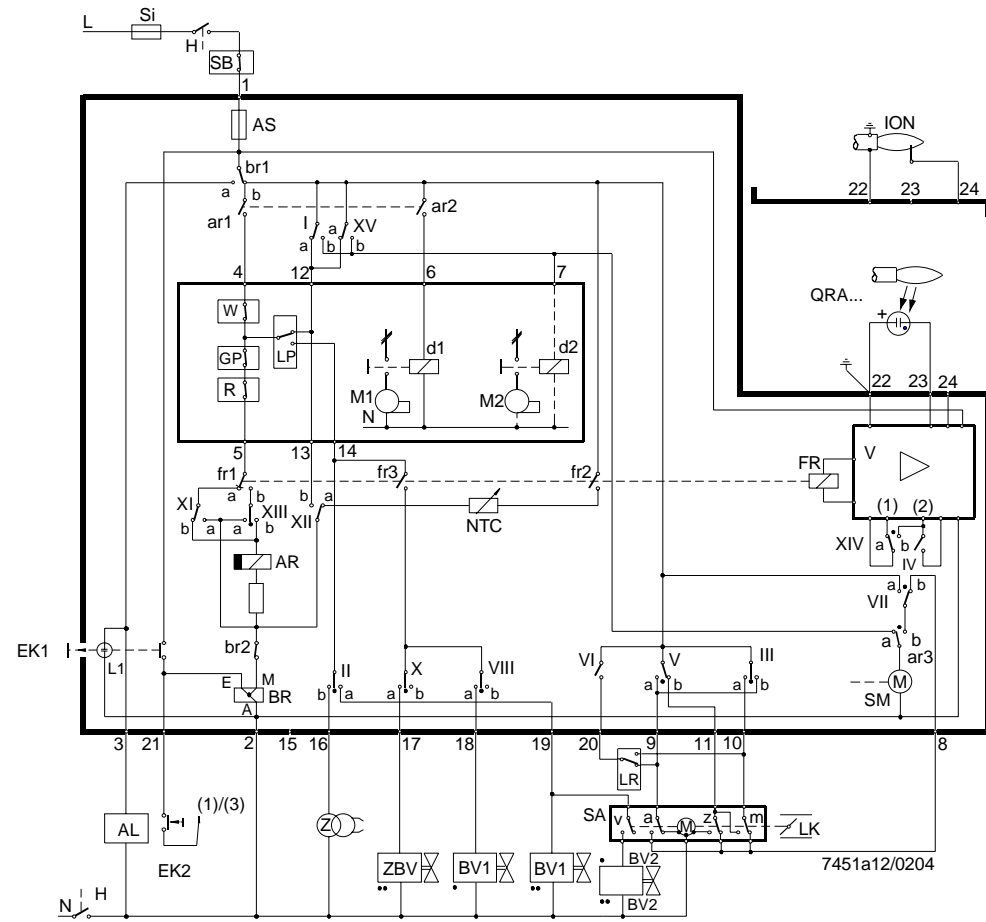 L Si
H
SB
1
AS
ION
br1
22 23 24
a b
ar1 ar2
I a XV
a b b
4 12 6 7
QRA...
W
+
LP
GP d1 d2
22 23 24
R M1 M2
N
5 13 14
V
fr1 fr3 fr2 FR
a b b a
XI XIII XII NTC
b a a b
(1) (2)
XIV a b
IV
AR
a b
VII
EK1 L1
br2
a b
ar3
VI V III
II X VIII
E M
BR
A
b a b a b a a b a b
M
SM
3 21 2 15 16 17 18 19 20 9 11 10 8
LR
(1)/(3)
SA
v a M z m
LK
AL
Z
BV2
7451a12/0204
EK2
ZBV BV1 BV1
BV2
N H